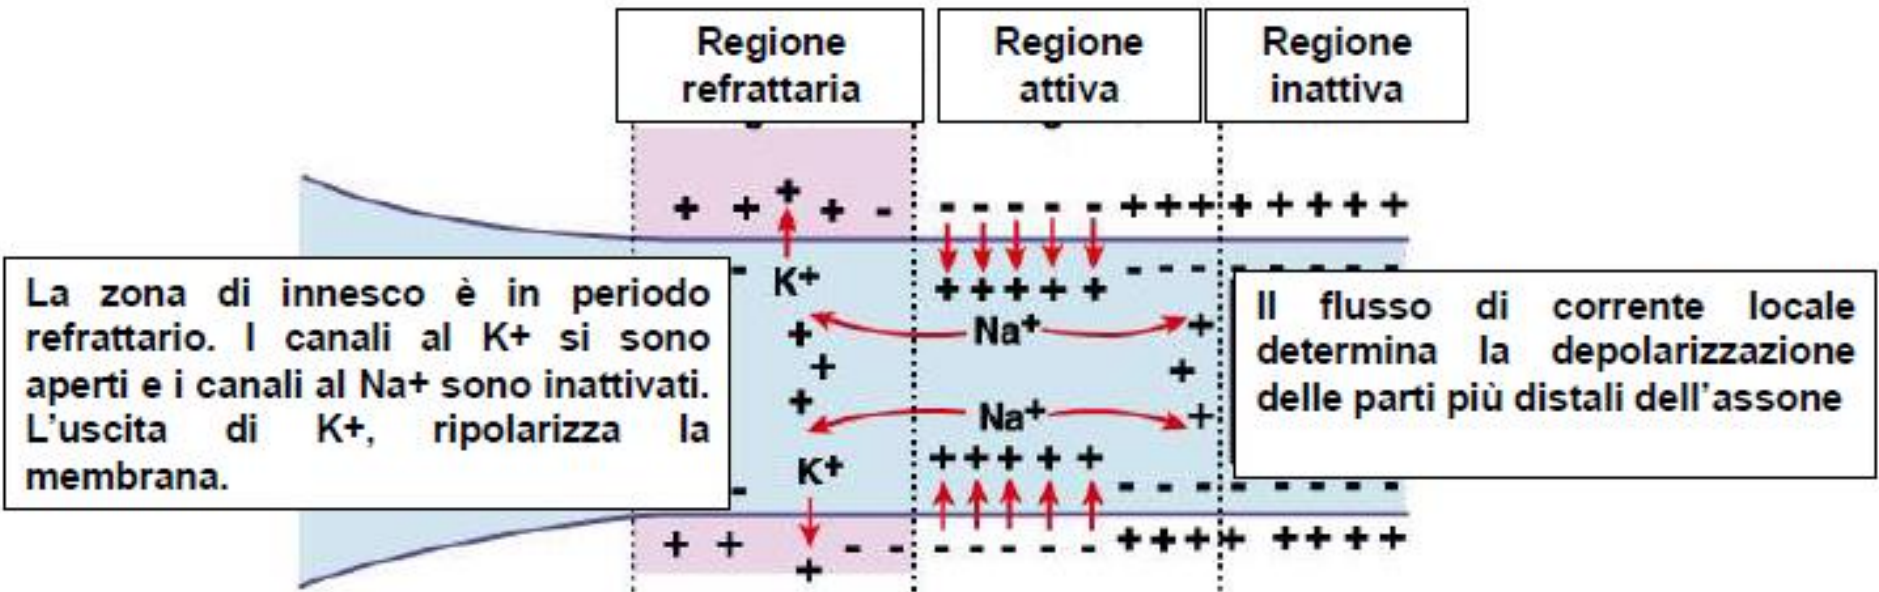 Regione
refrattaria
Regione
attiva
Regione
inattiva
+ + + + - - - - - - + + + + + + + +
La zona di innesco è in periodo
refrattario. I canali al K+ si sono
aperti e i canali al Na+ sono inattivati.
L'uscita di K+, ripolarizza la
membrana.
K+
+ + + + +
Na+
Na+
+ + + + +
K+
Il flusso di corrente locale
determina la depolarizzazione
delle parti più distali dell'assone
+ + + - - - - - - - + + + + + + + +